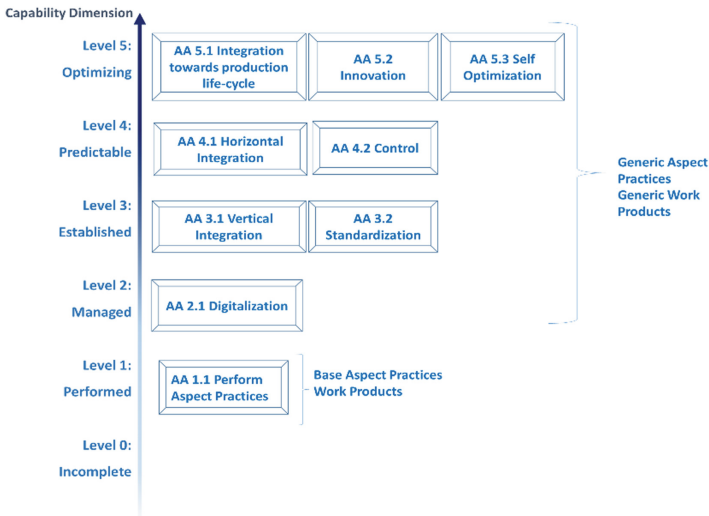 Capability Dimension
Level 5:
Optimizing
AA 5.1 Integration
towards production
life-cycle
AA 5.2
Innovation
AA 5.3 Self
Optimization
Level 4:
Predictable
AA 4.1 Horizontal
Integration
AA 4.2 Control
Generic Aspect
Practices
Generic Work
Products
Level 3:
Established
AA 3.1 Vertical
Integration
AA 3.2
Standardization
Level 2:
Managed
AA 2.1 Digitalization
Level 1:
Performed
AA 1.1 Perform
Aspect Practices
Base Aspect Practices
Work Products
Level 0:
Incomplete